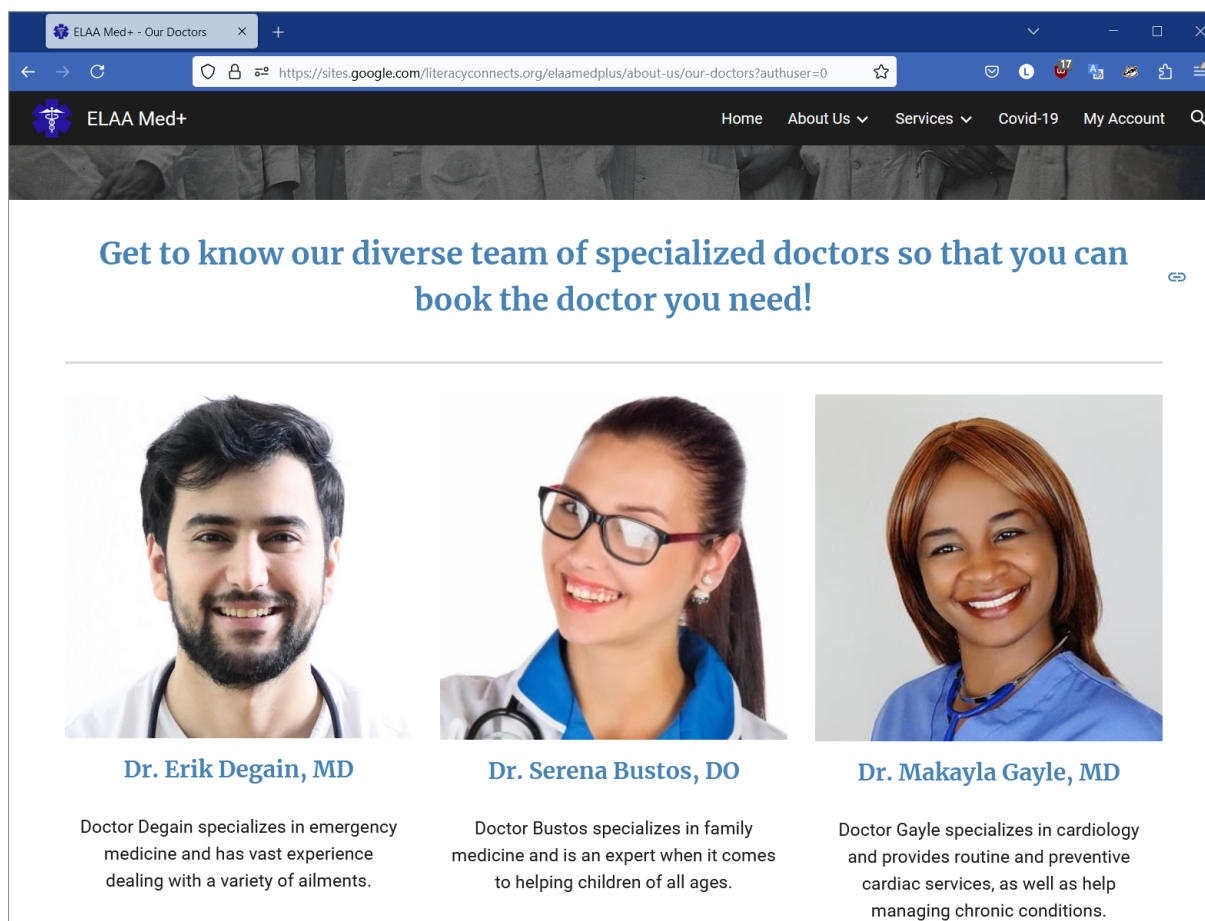 ELAA Med+ - Our Doctors
https://sites.google.com/literacyconnects.org/elaamedplus/about-us/our-doctors?authuser=0
L
17
ELAA Med+ Home About Us Services Covid-19 My Account
Get to know our diverse team of specialized doctors so that you can
book the doctor you need!
Dr. Erik Degain, MD
Doctor Degain specializes in emergency
medicine and has vast experience
dealing with a variety of ailments.
Dr. Serena Bustos, DO
Doctor Bustos specializes in family
medicine and is an expert when it comes
to helping children of all ages.
Dr. Makayla Gayle, MD
Doctor Gayle specializes in cardiology
and provides routine and preventive
cardiac services, as well as help
managing chronic conditions.